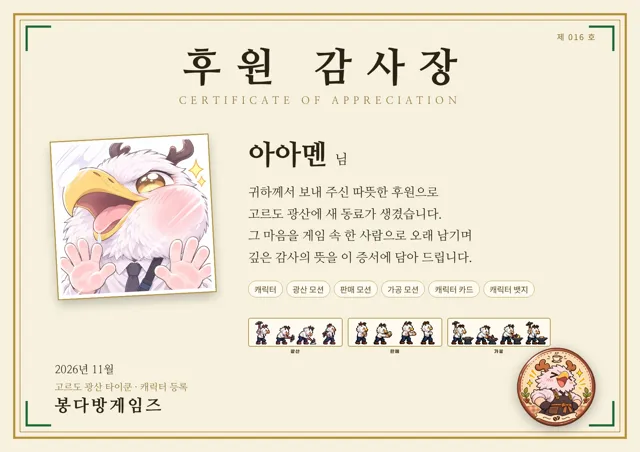 제 016 호
후원 감사장
CERTIFICATE OF APPRECIATION
아아멘 님
귀하께서 보내 주신 따뜻한 후원으로
고르도 광산에 새 동료가 생겼습니다.
그 마음을 게임 속 한 사람으로 오래 남기며
깊은 감사의 뜻을 이 증서에 담아 드립니다.
캐릭터 광산 모션 판매 모션 가공 모션 캐릭터 카드 캐릭터 뱃지
광산 판매 가공
2026년 11월
고르도 광산 타이쿤 · 캐릭터 등록
봉다방게임즈